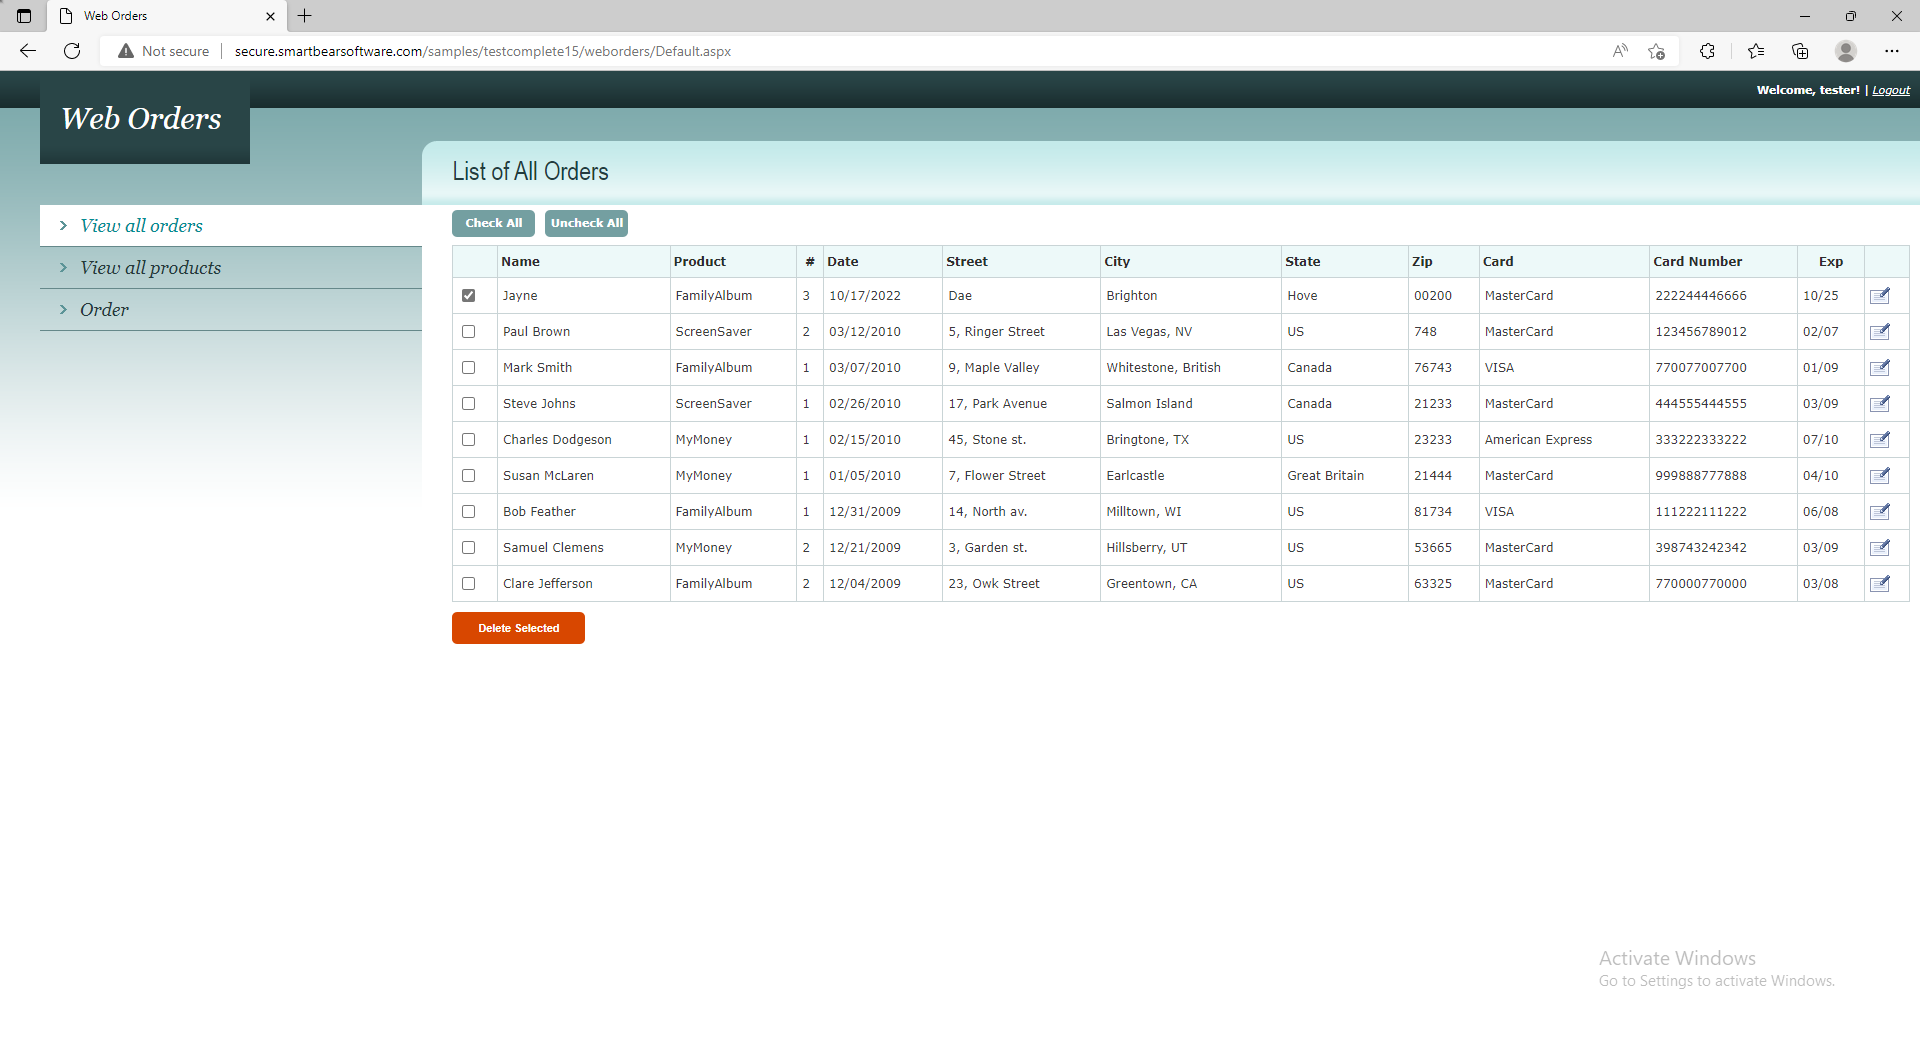 Web Orders
Not secure
secure.smartbearsoftware.com/samples/testcomplete15/weborders/Default.aspx
Welcome, tester! | Logout
Web Orders
List of All Orders
View all orders
View all products
Order
Check All Uncheck All
Name Product # Date Street City State Zip Card Card Number Exp
Jayne FamilyAlbum 3 10/17/2022 Dae Brighton Hove 00200 MasterCard 222244446666 10/25
Paul Brown ScreenSaver 2 03/12/2010 5, Ringer Street Las Vegas, NV US 748 MasterCard 123456789012 02/07
Mark Smith FamilyAlbum 1 03/07/2010 9, Maple Valley Whitestone, British Canada 76743 VISA 770077007700 01/09
Steve Johns ScreenSaver 1 02/26/2010 17, Park Avenue Salmon Island Canada 21233 MasterCard 444555444555 03/09
Charles Dodgeson MyMoney 1 02/15/2010 45, Stone st. Bringtone, TX US 23233 American Express 333222333222 07/10
Susan McLaren MyMoney 1 01/05/2010 7, Flower Street Earlcastle Great Britain 21444 MasterCard 999888777888 04/10
Bob Feather FamilyAlbum 1 12/31/2009 14, North av. Milltown, WI US 81734 VISA 111222111222 06/08
Samuel Clemens MyMoney 2 12/21/2009 3, Garden st. Hillsberry, UT US 53665 MasterCard 398743242342 03/09
Clare Jefferson FamilyAlbum 2 12/04/2009 23, Owk Street Greentown, CA US 63325 MasterCard 770000770000 03/08
Delete Selected
Activate Windows
Go to Settings to activate Windows.